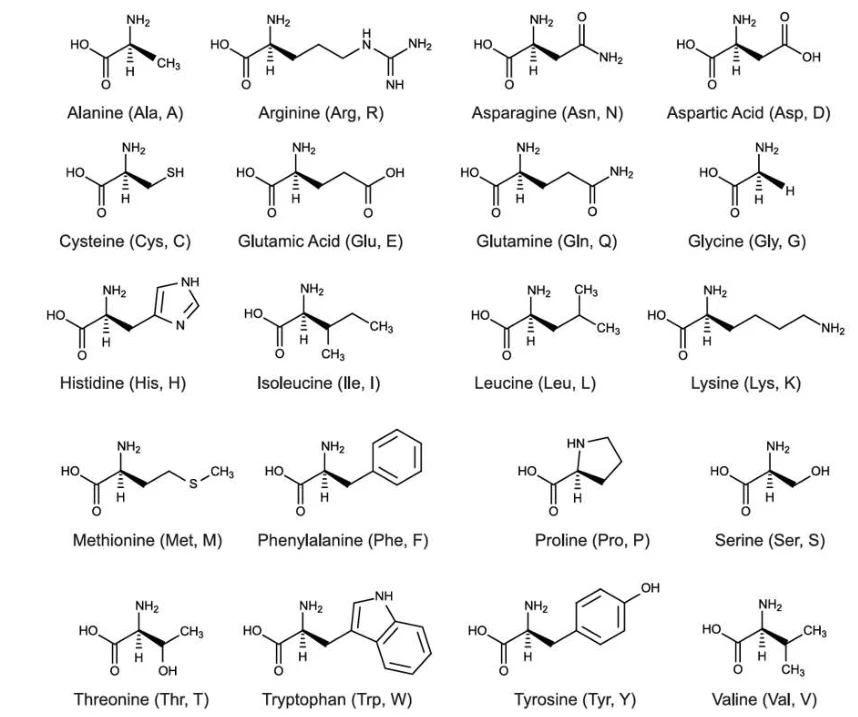 NH2 NH2 NH2 O NH2 O
HO HO H NH2 HO HO
O H CH3 O H NH O H NH2 O H OH
Alanine (Ala, A) Arginine (Arg, R) Asparagine (Asn, N) Aspartic Acid (Asp, D)
NH2 NH2 NH2 NH2
HO SH HO OH HO NH2 HO
O H O H O O H O O H
Cysteine (Cys, C) Glutamic Acid (Glu, E) Glutamine (Gln, Q) Glycine (Gly, G)
NH2 NH NH2 NH2 CH3 NH2
HO N HO CH3 HO CH3 HO NH2
O H O H CH3 O H O H
Histidine (His, H) Isoleucine (Ile, I) Leucine (Leu, L) Lysine (Lys, K)
NH2 NH2 HN NH2
HO S CH3 HO HO HO OH
O H O H O H O H
Methionine (Met, M) Phenylalanine (Phe, F) Proline (Pro, P) Serine (Ser, S)
NH2 NH2 NH NH2 OH NH2
HO CH3 HO HO HO CH3
O H OH O H O H O H CH3
Threonine (Thr, T) Tryptophan (Trp, W) Tyrosine (Tyr, Y) Valine (Val, V)